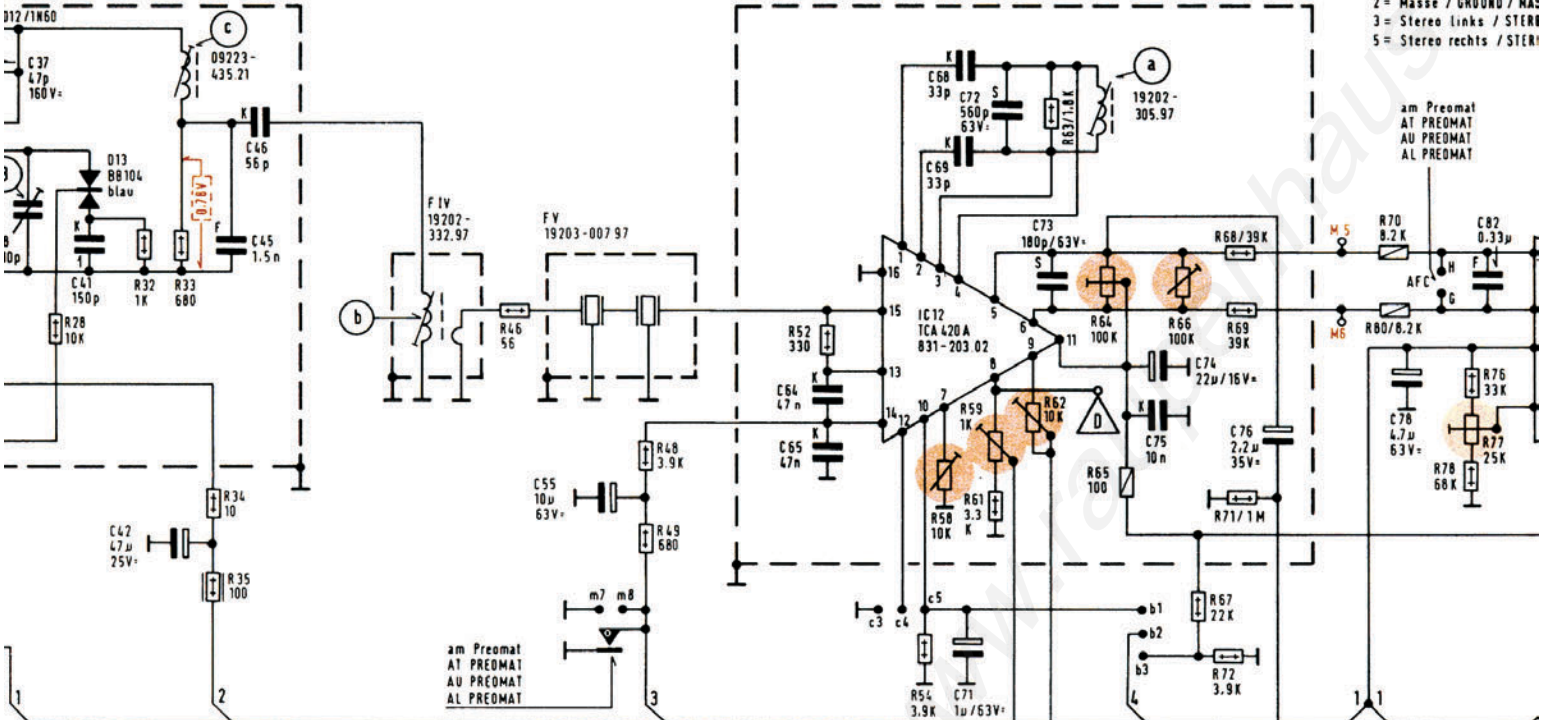 D12/1N60
C37
47p
160V=
c
09223-
435.21
K
C46
56p
D13
BB104
blau
0.78V
K
C41
150p
R32
1K
R33
680
F
C45
1.5n
R28
10K
R34
10
C42
47µ
25V=
R35
100
1
2
F IV
19202-
332.97
b
R46
56
F V
19203-007 97
R52
330
K
C64
47n
K
C65
47n
R48
3.9K
C55
10µ
63V=
R49
680
m7
m8
am Preomat
AT PREOMAT
AU PREOMAT
AL PREOMAT
3
K
C68
33p
S
C72
560p
63V=
R63/1.8K
a
19202-
305.97
K
C69
33p
16
1
2
3
4
5
6
11
15
13
14
12
10
7
8
9
IC12
TCA 420A
831-203.02
C73
180p/63V=
S
R64
100K
R66
100K
R68/39K
R69
39K
M5
M6
R70
8.2K
R80/8.2K
am Preomat
AT PREOMAT
AU PREOMAT
AL PREOMAT
AFC
H
G
C82
0.33µ
F
2= Masse / GROUND / MAS
3= Stereo links / STERE
5= Stereo rechts / STER
R58
10K
R59
1K
R61
3.3
K
R62
10K
D
C74
22µ/16V=
K
C75
10n
R65
100
C76
2,2µ
35V=
R71/1M
C78
4.7µ
63V=
R76
33K
R77
25K
R78
68K
c3
c4
c5
R54
3.9K
C71
1µ/63V=
b1
b2
b3
R67
22K
R72
3,9K
4
1
1